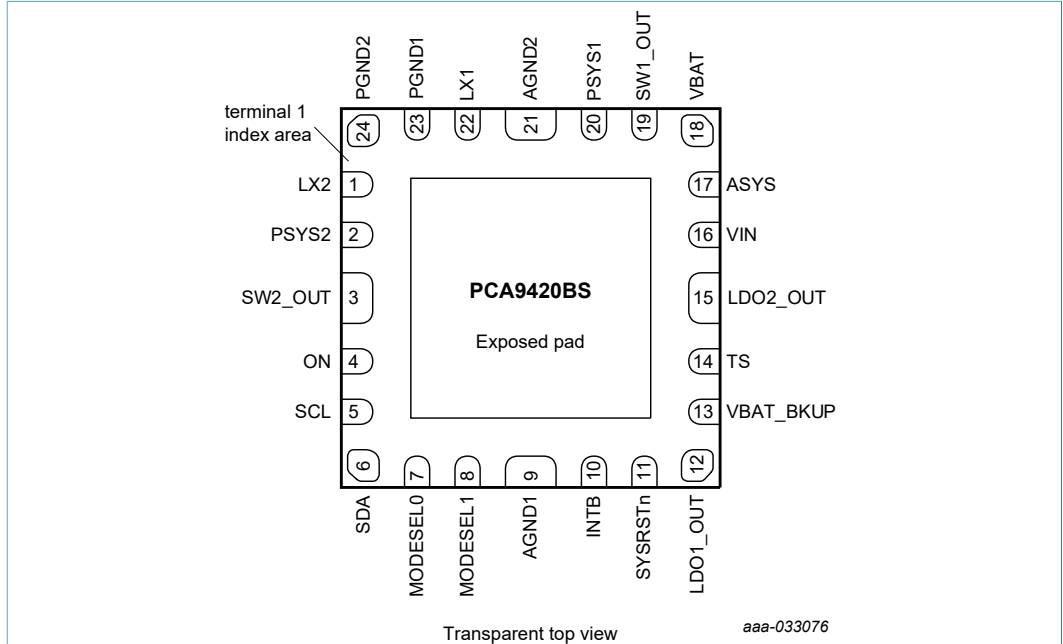 PGND2
PGND1
LX1
AGND2
PSYS1
SW1_OUT
VBAT
terminal 1
index area
24
23
22
21
20
19
18
LX2 1
17 ASYS
PSYS2 2
16 VIN
SW2_OUT 3
PCA9420BS
15 LDO2_OUT
Exposed pad
ON 4
14 TS
SCL 5
13 VBAT_BKUP
6
7
8
9
10
11
12
SDA
MODESEL0
MODESEL1
AGND1
INTB
SYSRSTn
LDO1_OUT
Transparent top view
aaa-033076